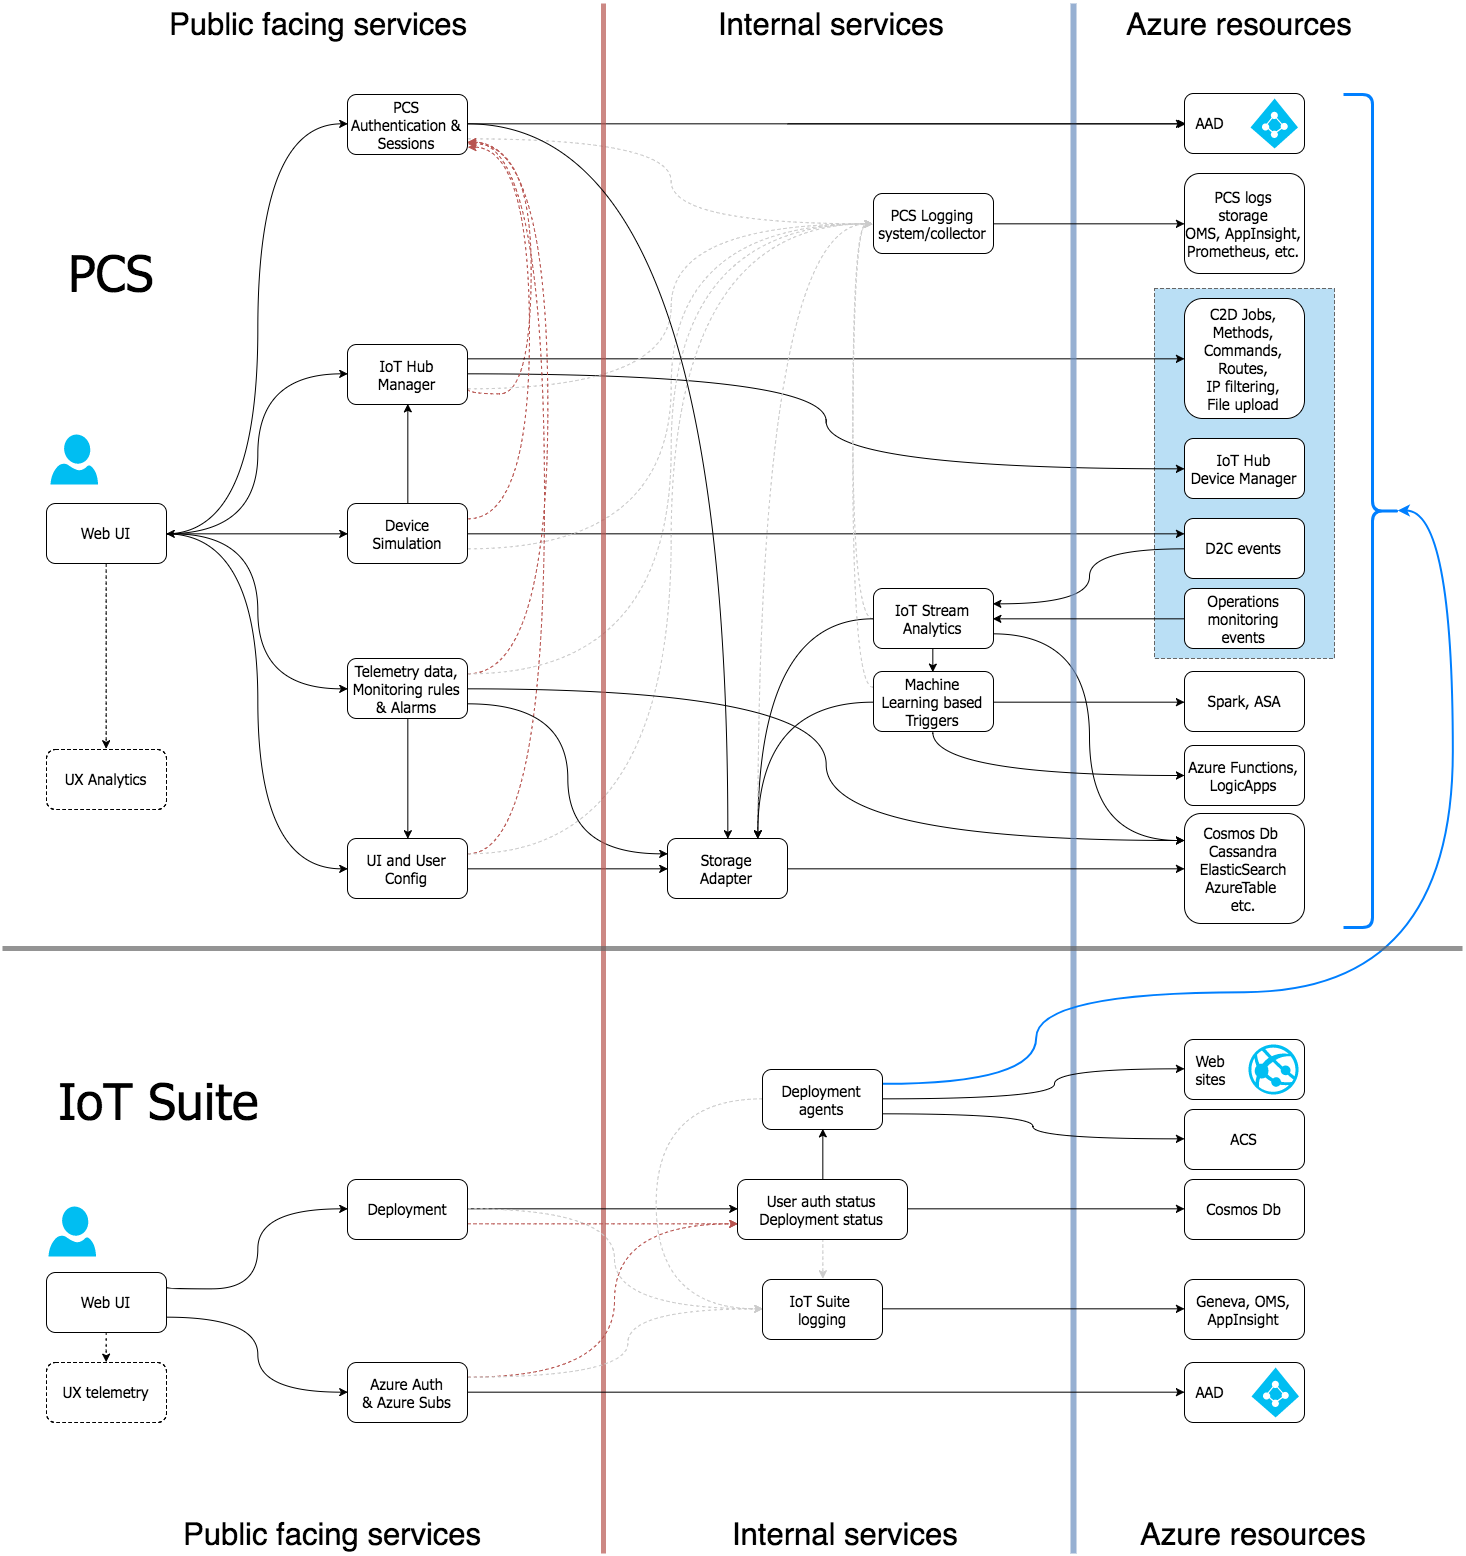 Public facing services
Internal services
Azure resources
PCS
Authentication &
Sessions
AAD
PCS Logging
system/collector
PCS logs
storage
OMS, AppInsight,
Prometheus, etc.
PCS
IoT Hub
Manager
C2D Jobs,
Methods,
Commands,
Routes,
IP filtering,
File upload
IoT Hub
Device Manager
Web UI
Device
Simulation
D2C events
IoT Stream
Analytics
Operations
monitoring
events
Telemetry data,
Monitoring rules
& Alarms
Machine
Learning based
Triggers
Spark, ASA
UX Analytics
Azure Functions,
LogicApps
UI and User
Config
Storage
Adapter
Cosmos Db
Cassandra
ElasticSearch
AzureTable
etc.
IoT Suite
Deployment
agents
Web
sites
ACS
Deployment
User auth status
Deployment status
Cosmos Db
Web UI
IoT Suite
logging
Geneva, OMS,
AppInsight
UX telemetry
Azure Auth
& Azure Subs
AAD
Public facing services
Internal services
Azure resources